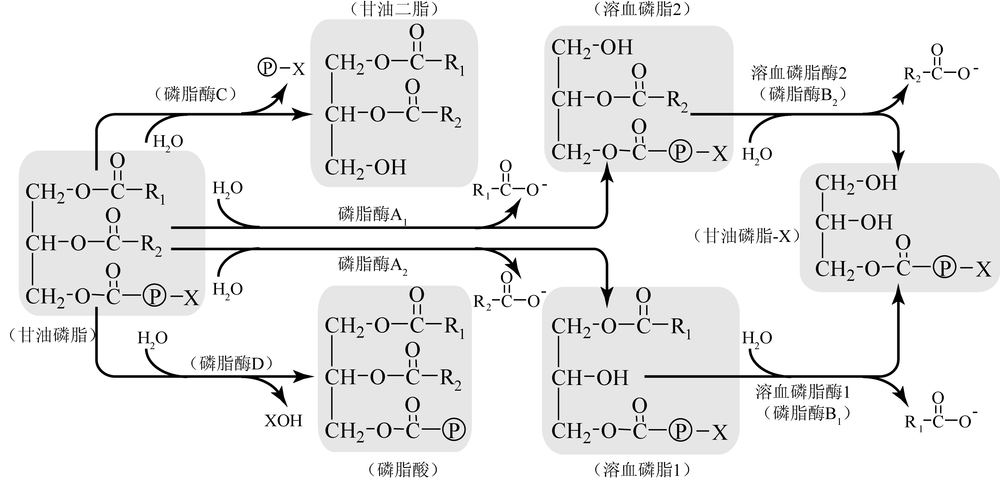 （甘油二脂）
CH₂-O—C—R₁
O
CH—O—C—R₂
O
CH₂-OH
（溶血磷脂2）
CH₂-OH
O
CH—O—C—R₂
O
CH₂-O—C—Ⓟ—X
Ⓟ—X
（磷脂酶C）
H₂O
溶血磷脂酶2
（磷脂酶B₂）
H₂O
O
R₂—C—O⁻
O
CH₂-O—C—R₁
O
CH—O—C—R₂
O
CH₂-O—C—Ⓟ—X
（甘油磷脂）
H₂O
磷脂酶A₁
O
R₁—C—O⁻
H₂O
磷脂酶A₂
O
R₂—C—O⁻
（甘油磷脂-X）
CH₂-OH
CH—OH
O
CH₂-O—C—Ⓟ—X
H₂O
（磷脂酶D）
XOH
O
CH₂-O—C—R₁
O
CH—O—C—R₂
O
CH₂-O—C—Ⓟ
（磷脂酸）
O
CH₂-O—C—R₁
CH—OH
O
CH₂-O—C—Ⓟ—X
（溶血磷脂1）
H₂O
溶血磷脂酶1
（磷脂酶B₁）
O
R₁—C—O⁻